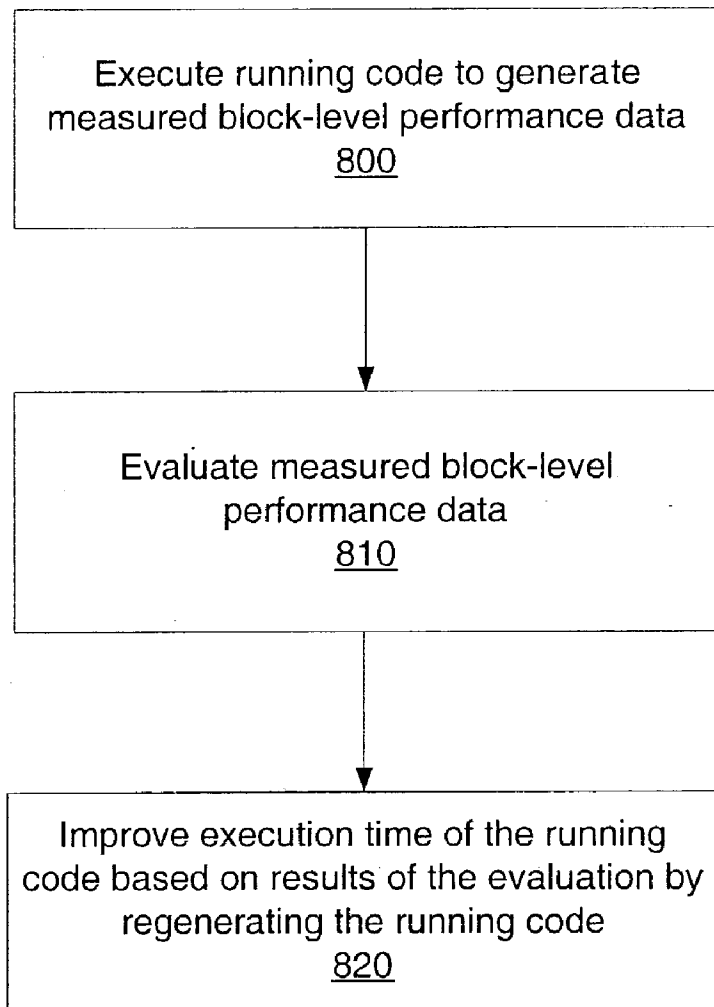 Execute running code to generate
measured block-level performance data
800
Evaluate measured block-level
performance data
810
Improve execution time of the running
code based on results of the evaluation by
regenerating the running code
820